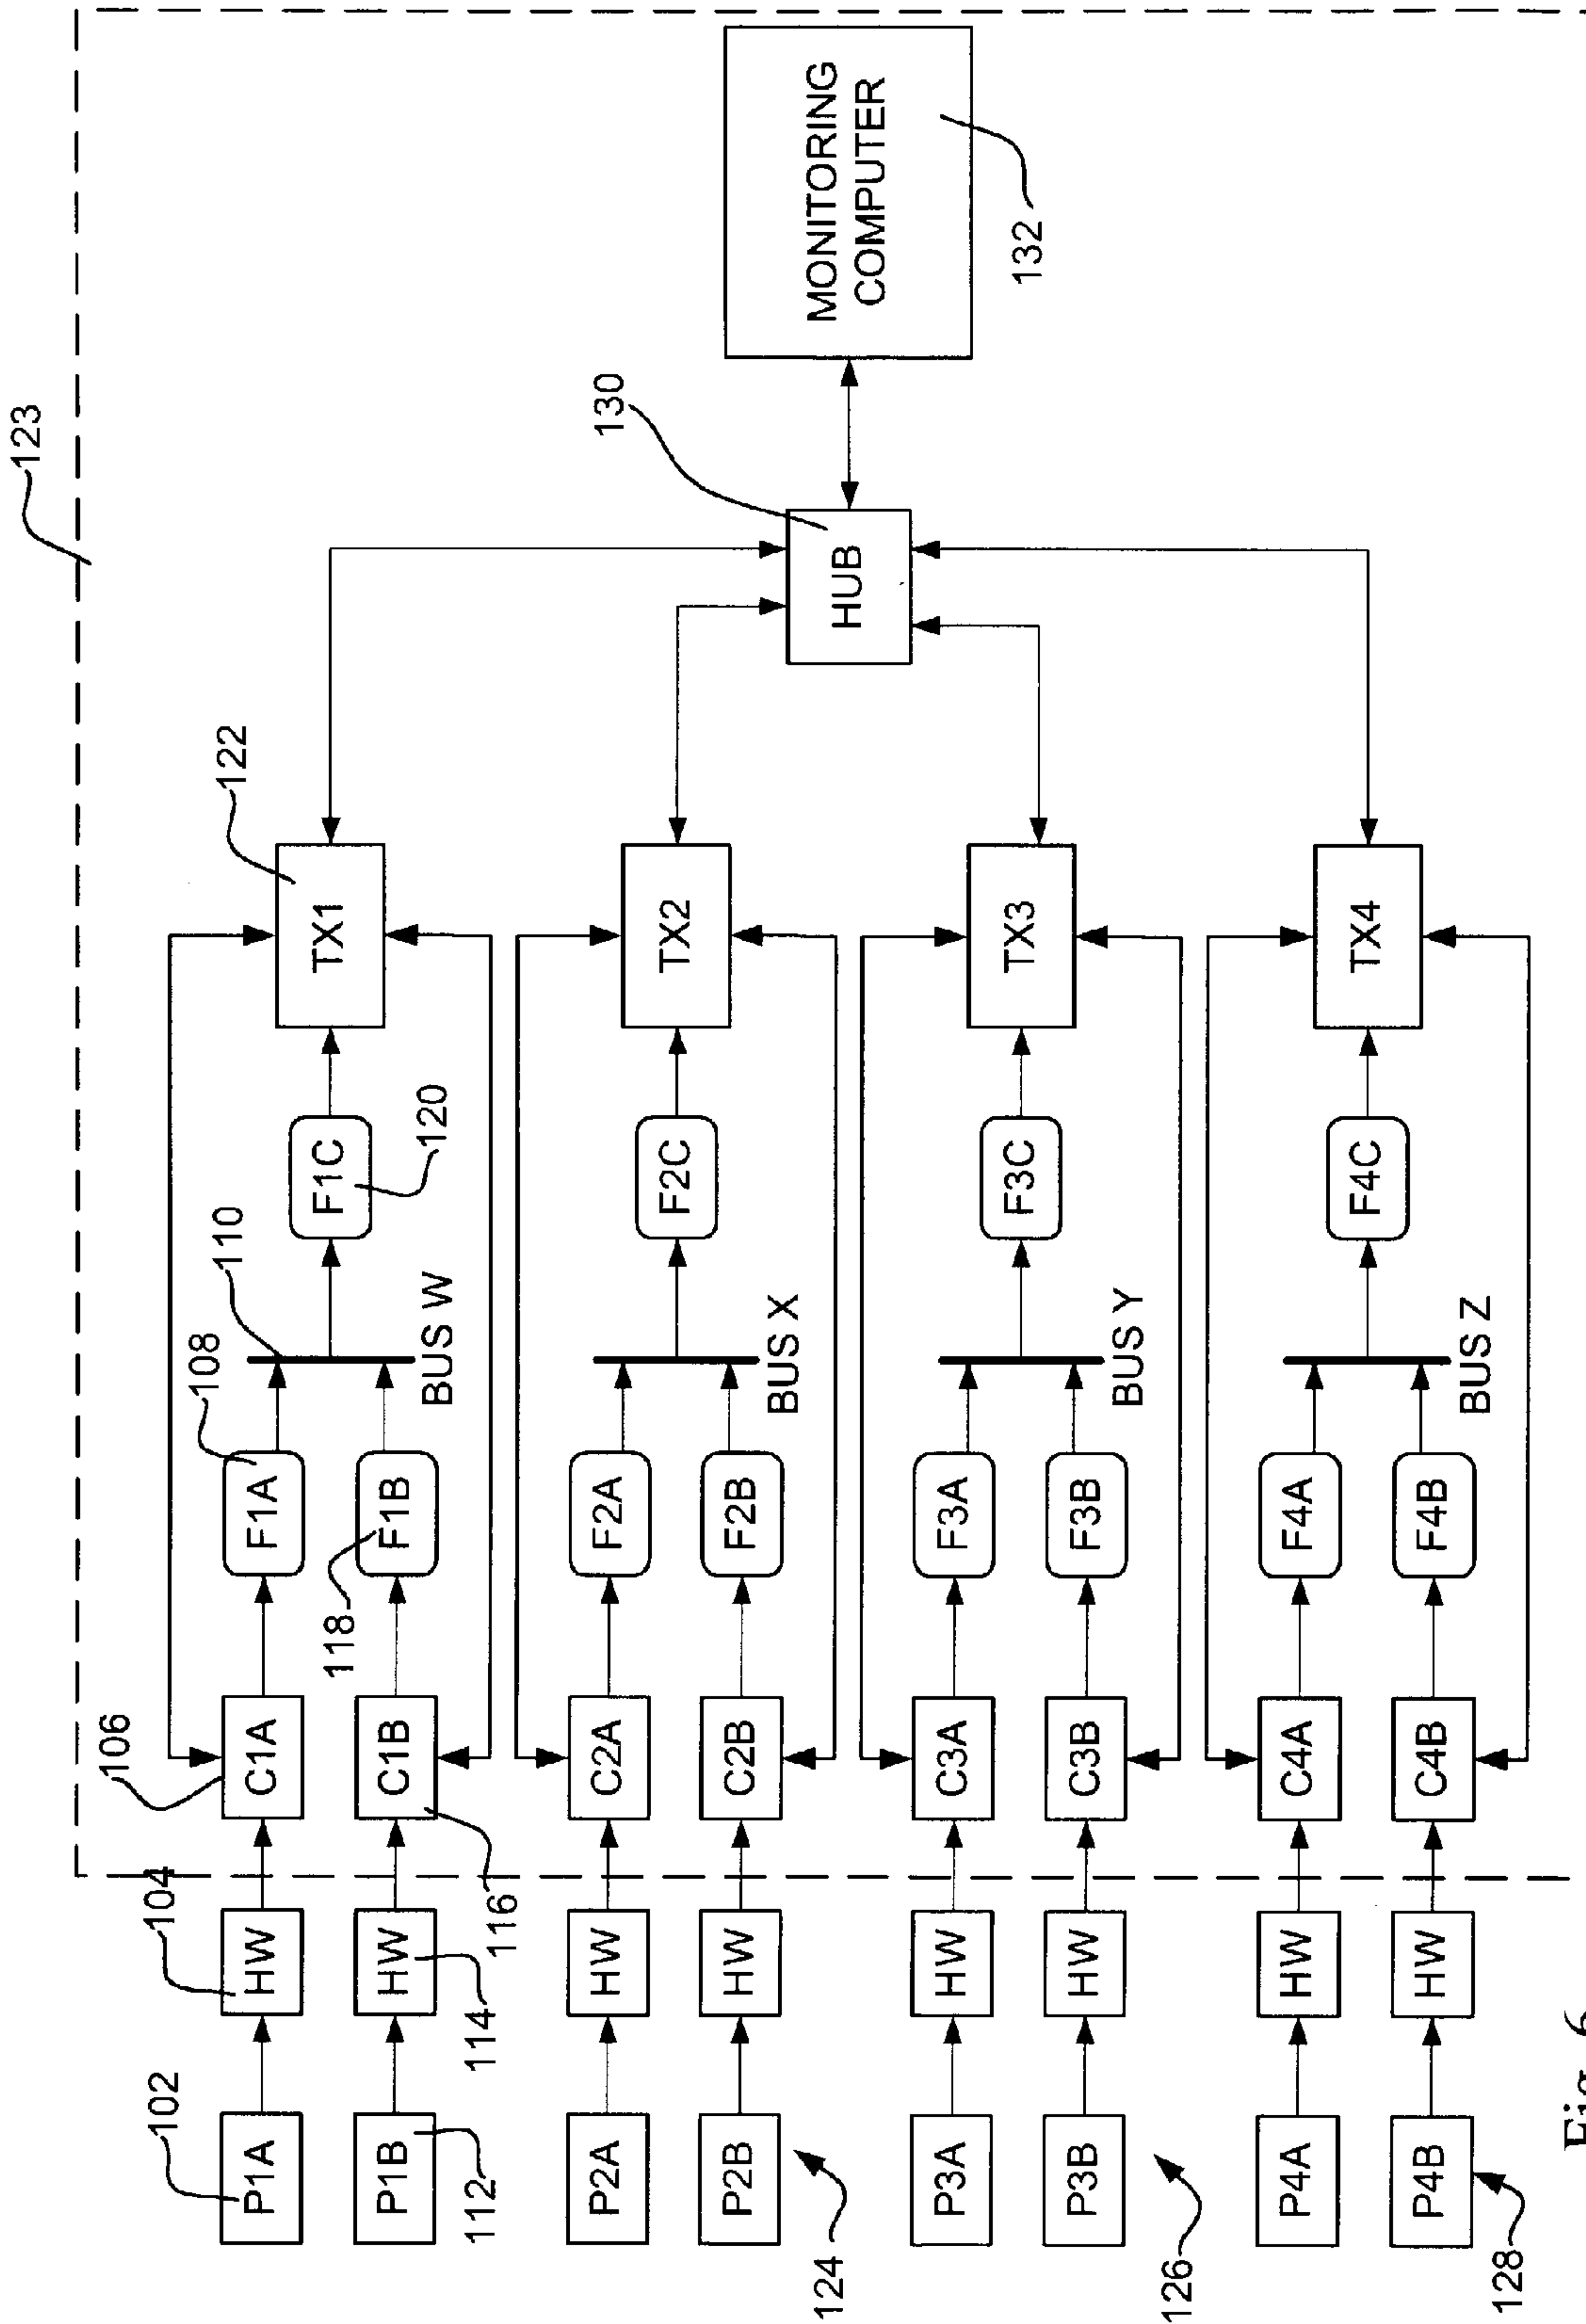 123
102
104
106
108
110
122
P1A
HW
C1A
F1A
F1C
TX1
120
P1B
HW
C1B
F1B
BUS W
112
114
116
118
130
P2A
HW
C2A
F2A
F2C
TX2
P2B
HW
C2B
F2B
BUS X
124
HUB
MONITORING
COMPUTER
132
P3A
HW
C3A
F3A
F3C
TX3
P3B
HW
C3B
F3B
BUS Y
126
P4A
HW
C4A
F4A
F4C
TX4
P4B
HW
C4B
F4B
BUS Z
128
Fig. 6